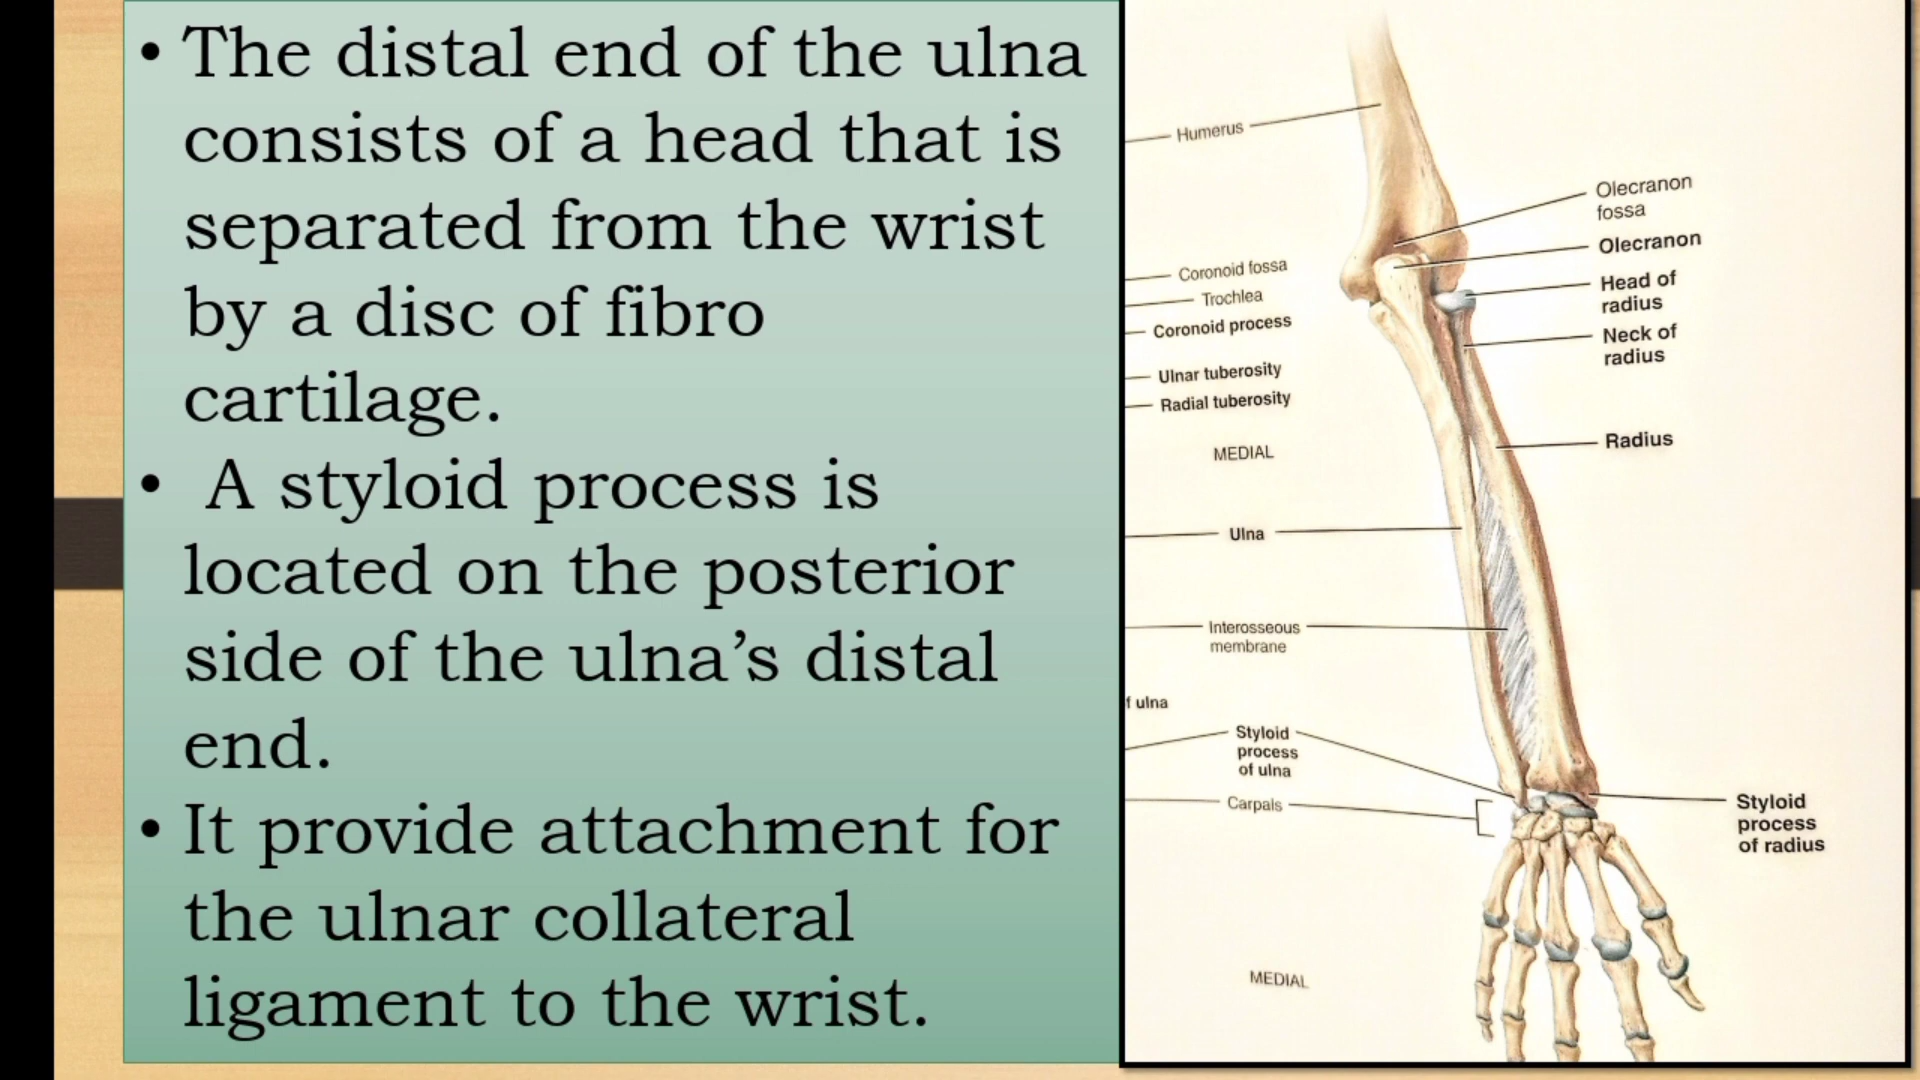 • The distal end of the ulna
consists of a head that is
separated from the wrist
by a disc of fibro
cartilage.
• A styloid process is
located on the posterior
side of the ulna’s distal
end.
• It provide attachment for
the ulnar collateral
ligament to the wrist.
Humerus
Olecranon
fossa
Olecranon
Coronoid fossa
Head of
radius
Trochlea
Coronoid process
Neck of
radius
Ulnar tuberosity
Radial tuberosity
MEDIAL
Radius
Ulna
Interosseous
membrane
f ulna
Styloid
process
of ulna
Carpals
Styloid
process
of radius
MEDIAL